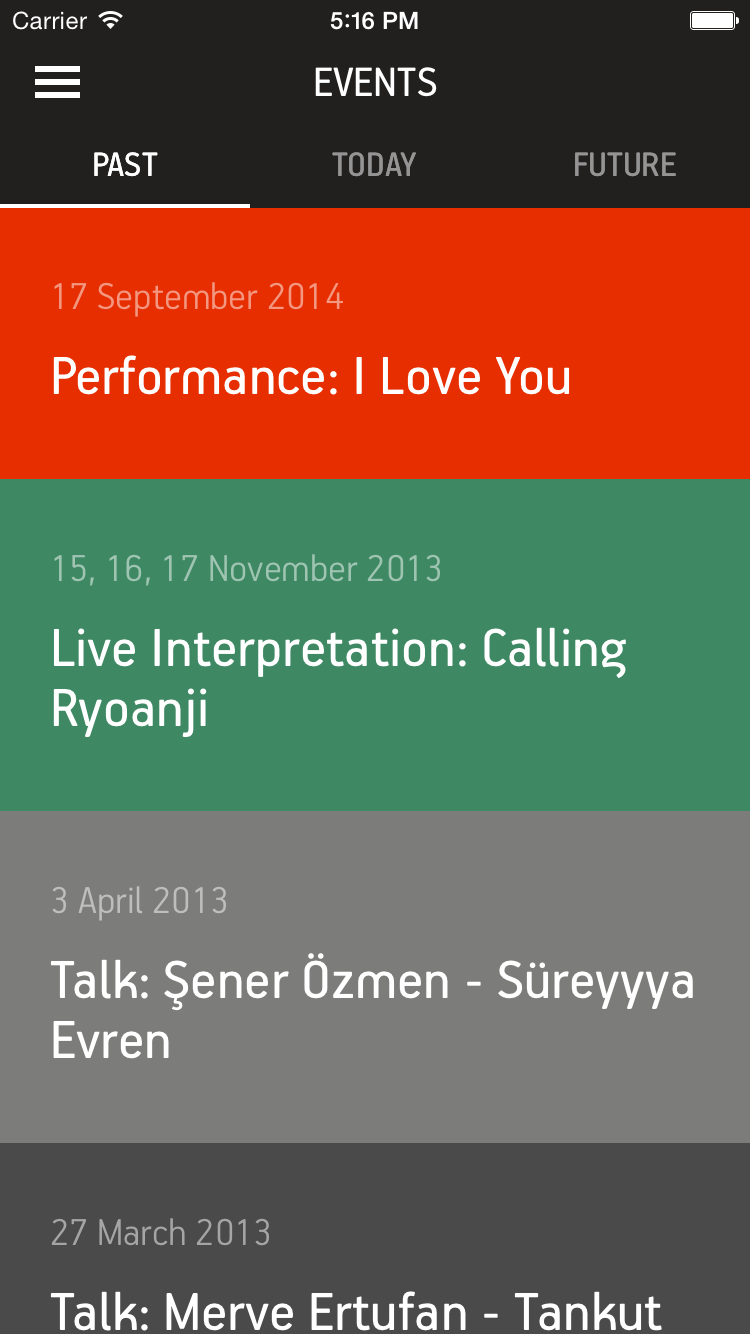 Carrier 5:16 PM
EVENTS
PAST TODAY FUTURE
17 September 2014
Performance: I Love You
15, 16, 17 November 2013
Live Interpretation: Calling
Ryoanji
3 April 2013
Talk: Şener Özmen - Süreyyya
Evren
27 March 2013
Talk: Merve Ertufan - Tankut